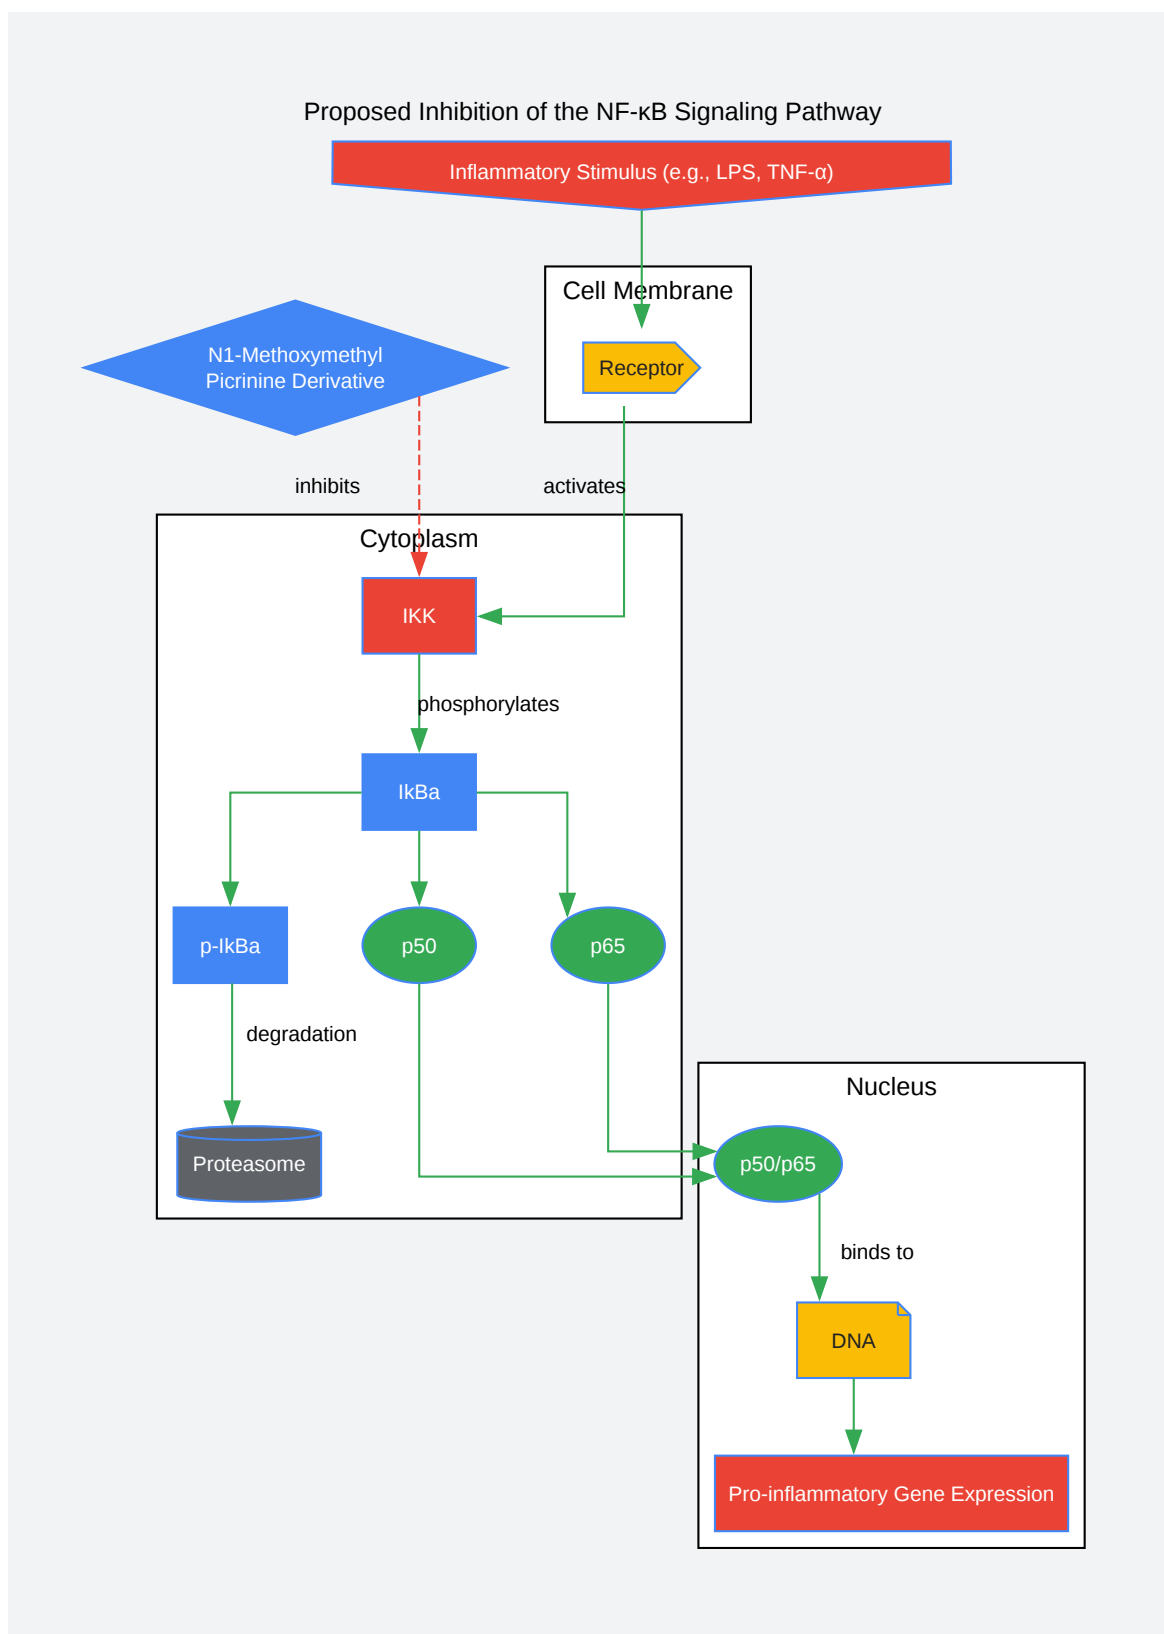 Proposed Inhibition of the NF-κB Signaling Pathway
Inflammatory Stimulus (e.g., LPS, TNF-α)
Cell Membrane
Receptor
N1-Methoxymethyl
Picrinine Derivative
inhibits
activates
Cytoplasm
IKK
phosphorylates
IkBa
p-IkBa
p50
p65
degradation
Proteasome
Nucleus
p50/p65
binds to
DNA
Pro-inflammatory Gene Expression